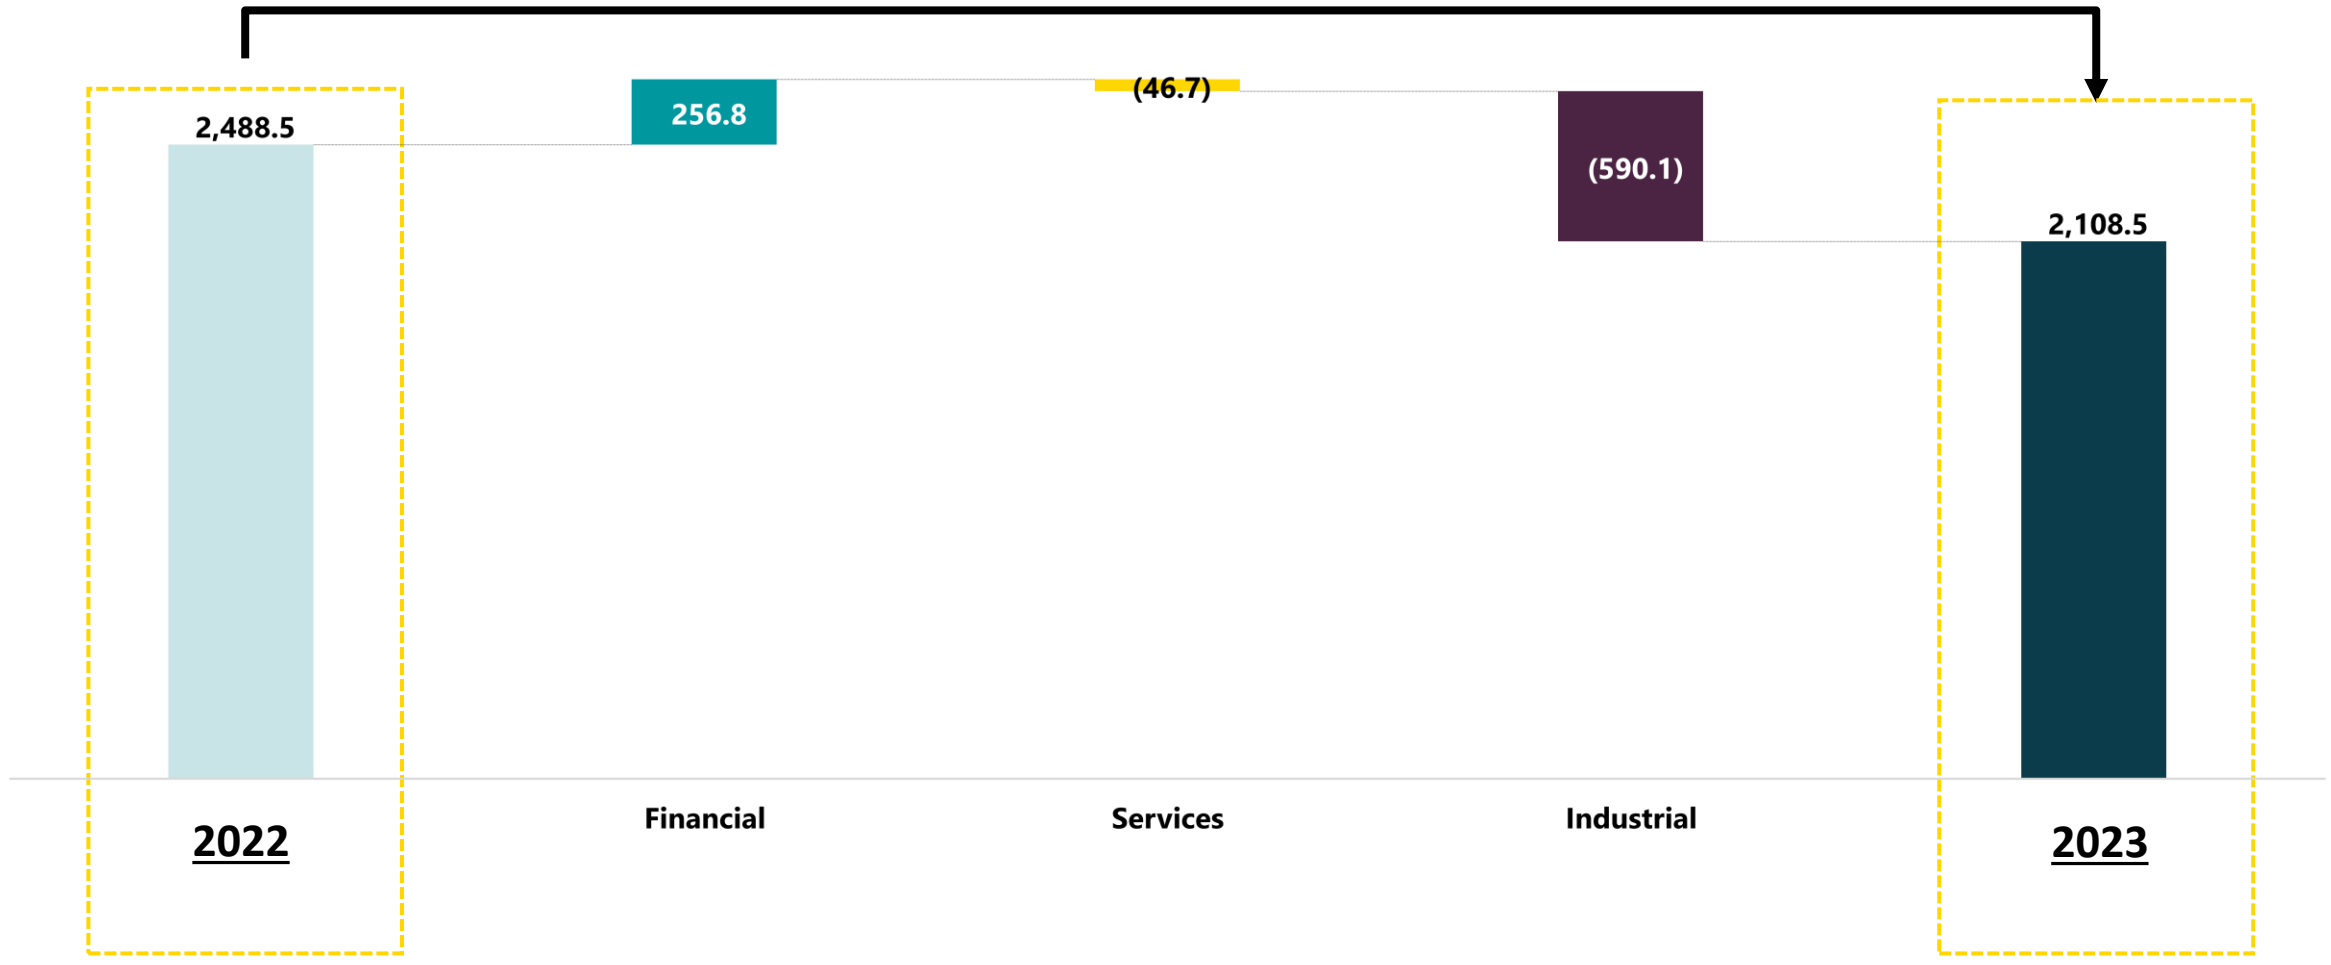 2,488.5
256.8
(46.7)
(590.1)
2,108.5
2022
Financial
Services
Industrial
2023